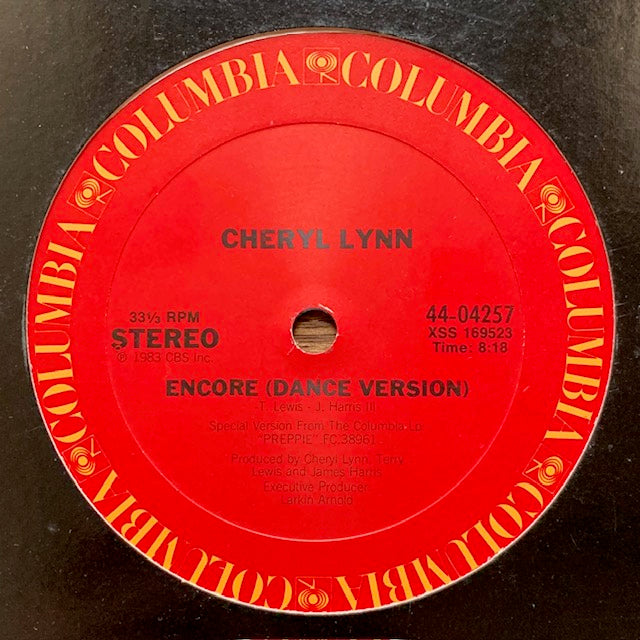 COLUMBIA COLUMBIA COLUMBIA COLUMBIA COLUMBIA COLUMBIA COLUMBIA COLUMBIA
CHERYL LYNN
33⅓ RPM
STEREO
℗ 1983 CBS Inc.
44-04257
XSS 169523
Time: 8:18
ENCORE (DANCE VERSION)
-T. Lewis - J. Harris III-
Special Version From The Columbia Lp
"PREPPIE" FC 38961
Produced by Cheryl Lynn, Terry
Lewis and James Harris
Executive Producer
Larkin Arnold